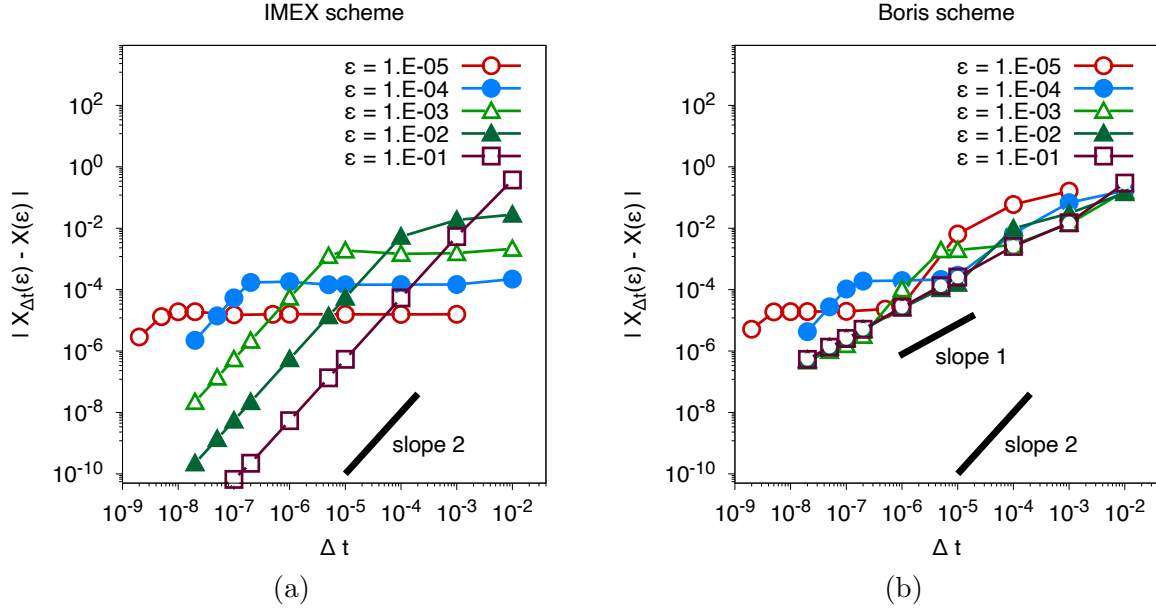 IMEX scheme
| X_Δt(ε) - X(ε) |
10^2
10^0
10^-2
10^-4
10^-6
10^-8
10^-10
ε = 1.E-05
ε = 1.E-04
ε = 1.E-03
ε = 1.E-02
ε = 1.E-01
slope 2
10^-9 10^-8 10^-7 10^-6 10^-5 10^-4 10^-3 10^-2
Δ t
(a)
Boris scheme
| X_Δt(ε) - X(ε) |
10^2
10^0
10^-2
10^-4
10^-6
10^-8
10^-10
ε = 1.E-05
ε = 1.E-04
ε = 1.E-03
ε = 1.E-02
ε = 1.E-01
slope 1
slope 2
10^-9 10^-8 10^-7 10^-6 10^-5 10^-4 10^-3 10^-2
Δ t
(b)